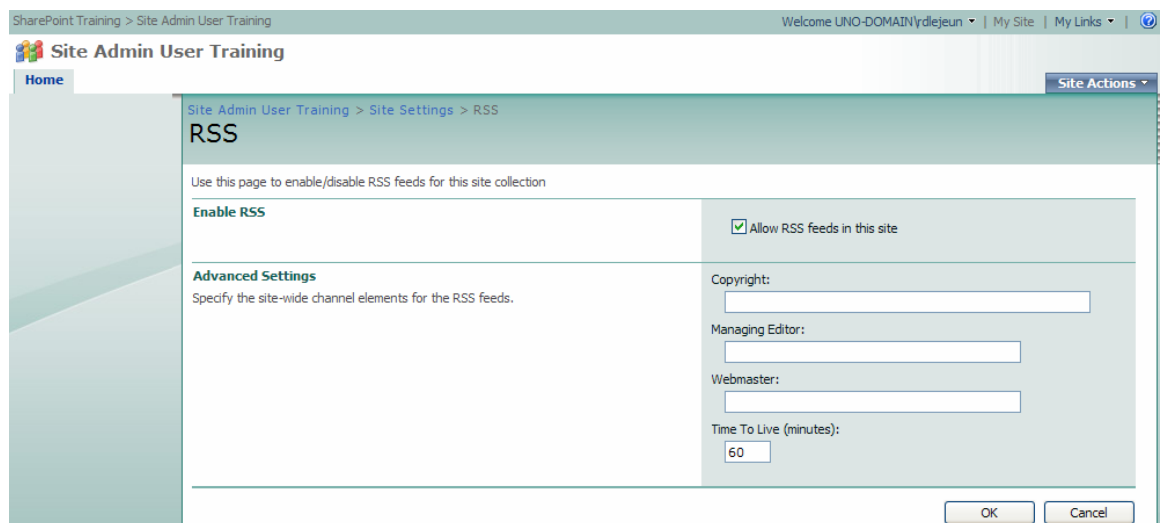 SharePoint Training > Site Admin User Training
Welcome UNO-DOMAIN\rdlejeun | My Site | My Links |
Site Admin User Training
Home
Site Actions
Site Admin User Training > Site Settings > RSS
RSS
Use this page to enable/disable RSS feeds for this site collection
Enable RSS
Allow RSS feeds in this site
Advanced Settings
Specify the site-wide channel elements for the RSS feeds.
Copyright:
Managing Editor:
Webmaster:
Time To Live (minutes):
60
OK
Cancel